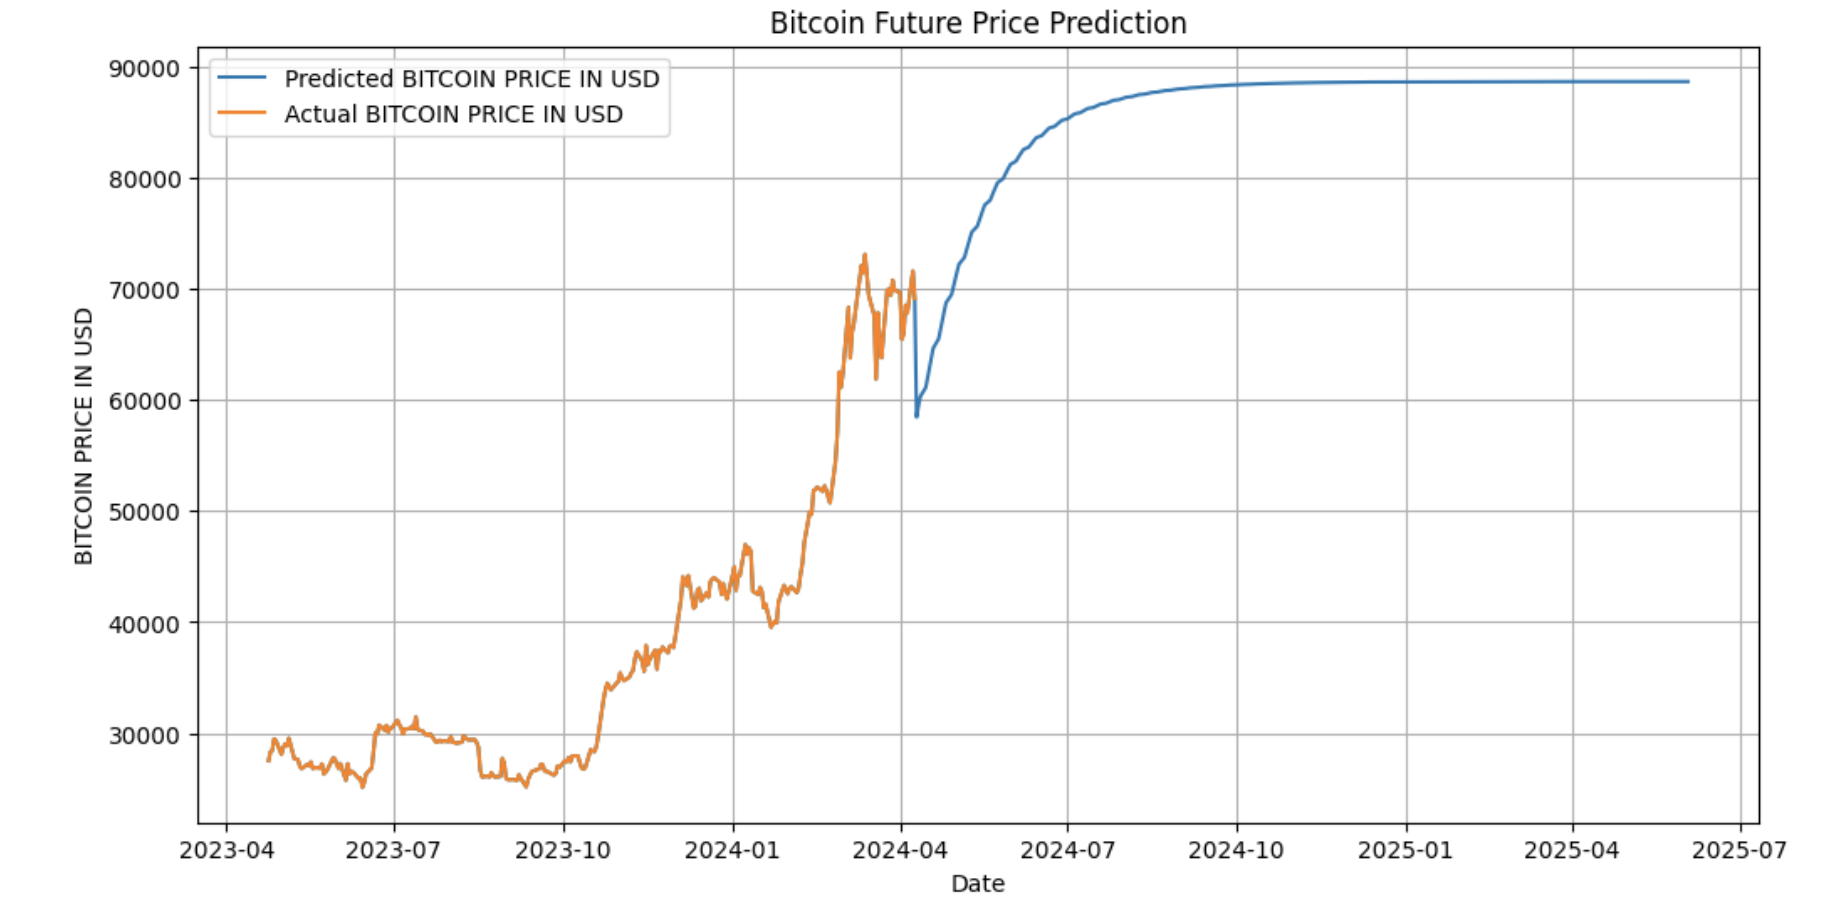 Bitcoin Future Price Prediction
Predicted BITCOIN PRICE IN USD
Actual BITCOIN PRICE IN USD
BITCOIN PRICE IN USD
90000
80000
70000
60000
50000
40000
30000
2023-04 2023-07 2023-10 2024-01 2024-04 2024-07 2024-10 2025-01 2025-04 2025-07
Date